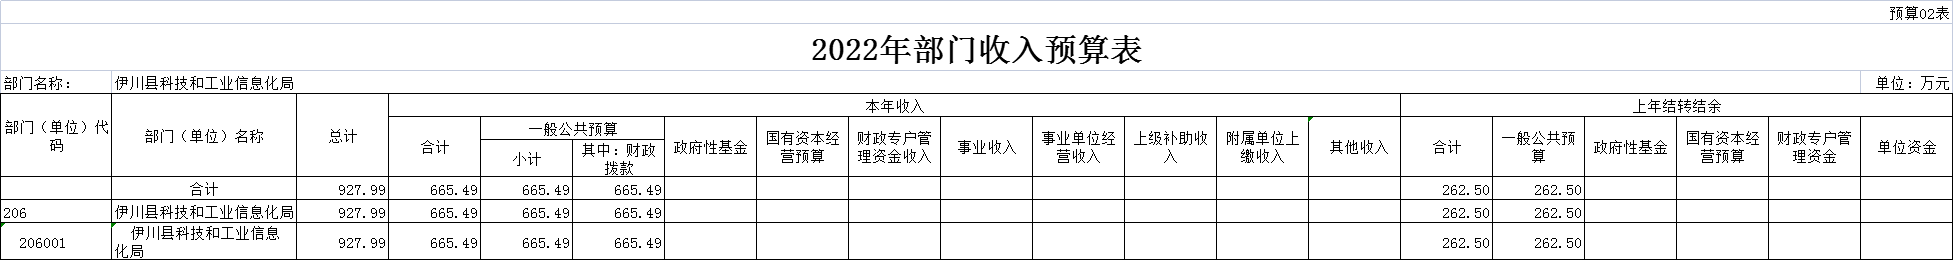 预算02表
2022年部门收入预算表
部门名称： 伊川县科技和工业信息化局 单位：万元
部门（单位）代码 部门（单位）名称 总计 本年收入 上年结转结余
合计 一般公共预算 政府性基金 国有资本经营预算 财政专户管理资金收入 事业收入 事业单位经营收入 上级补助收入 附属单位上缴收入 其他收入 合计 一般公共预算 政府性基金 国有资本经营预算 财政专户管理资金 单位资金
小计 其中：财政拨款
合计 927.99 665.49 665.49 665.49 262.50 262.50
206 伊川县科技和工业信息化局 927.99 665.49 665.49 665.49 262.50 262.50
206001 伊川县科技和工业信息化局 927.99 665.49 665.49 665.49 262.50 262.50